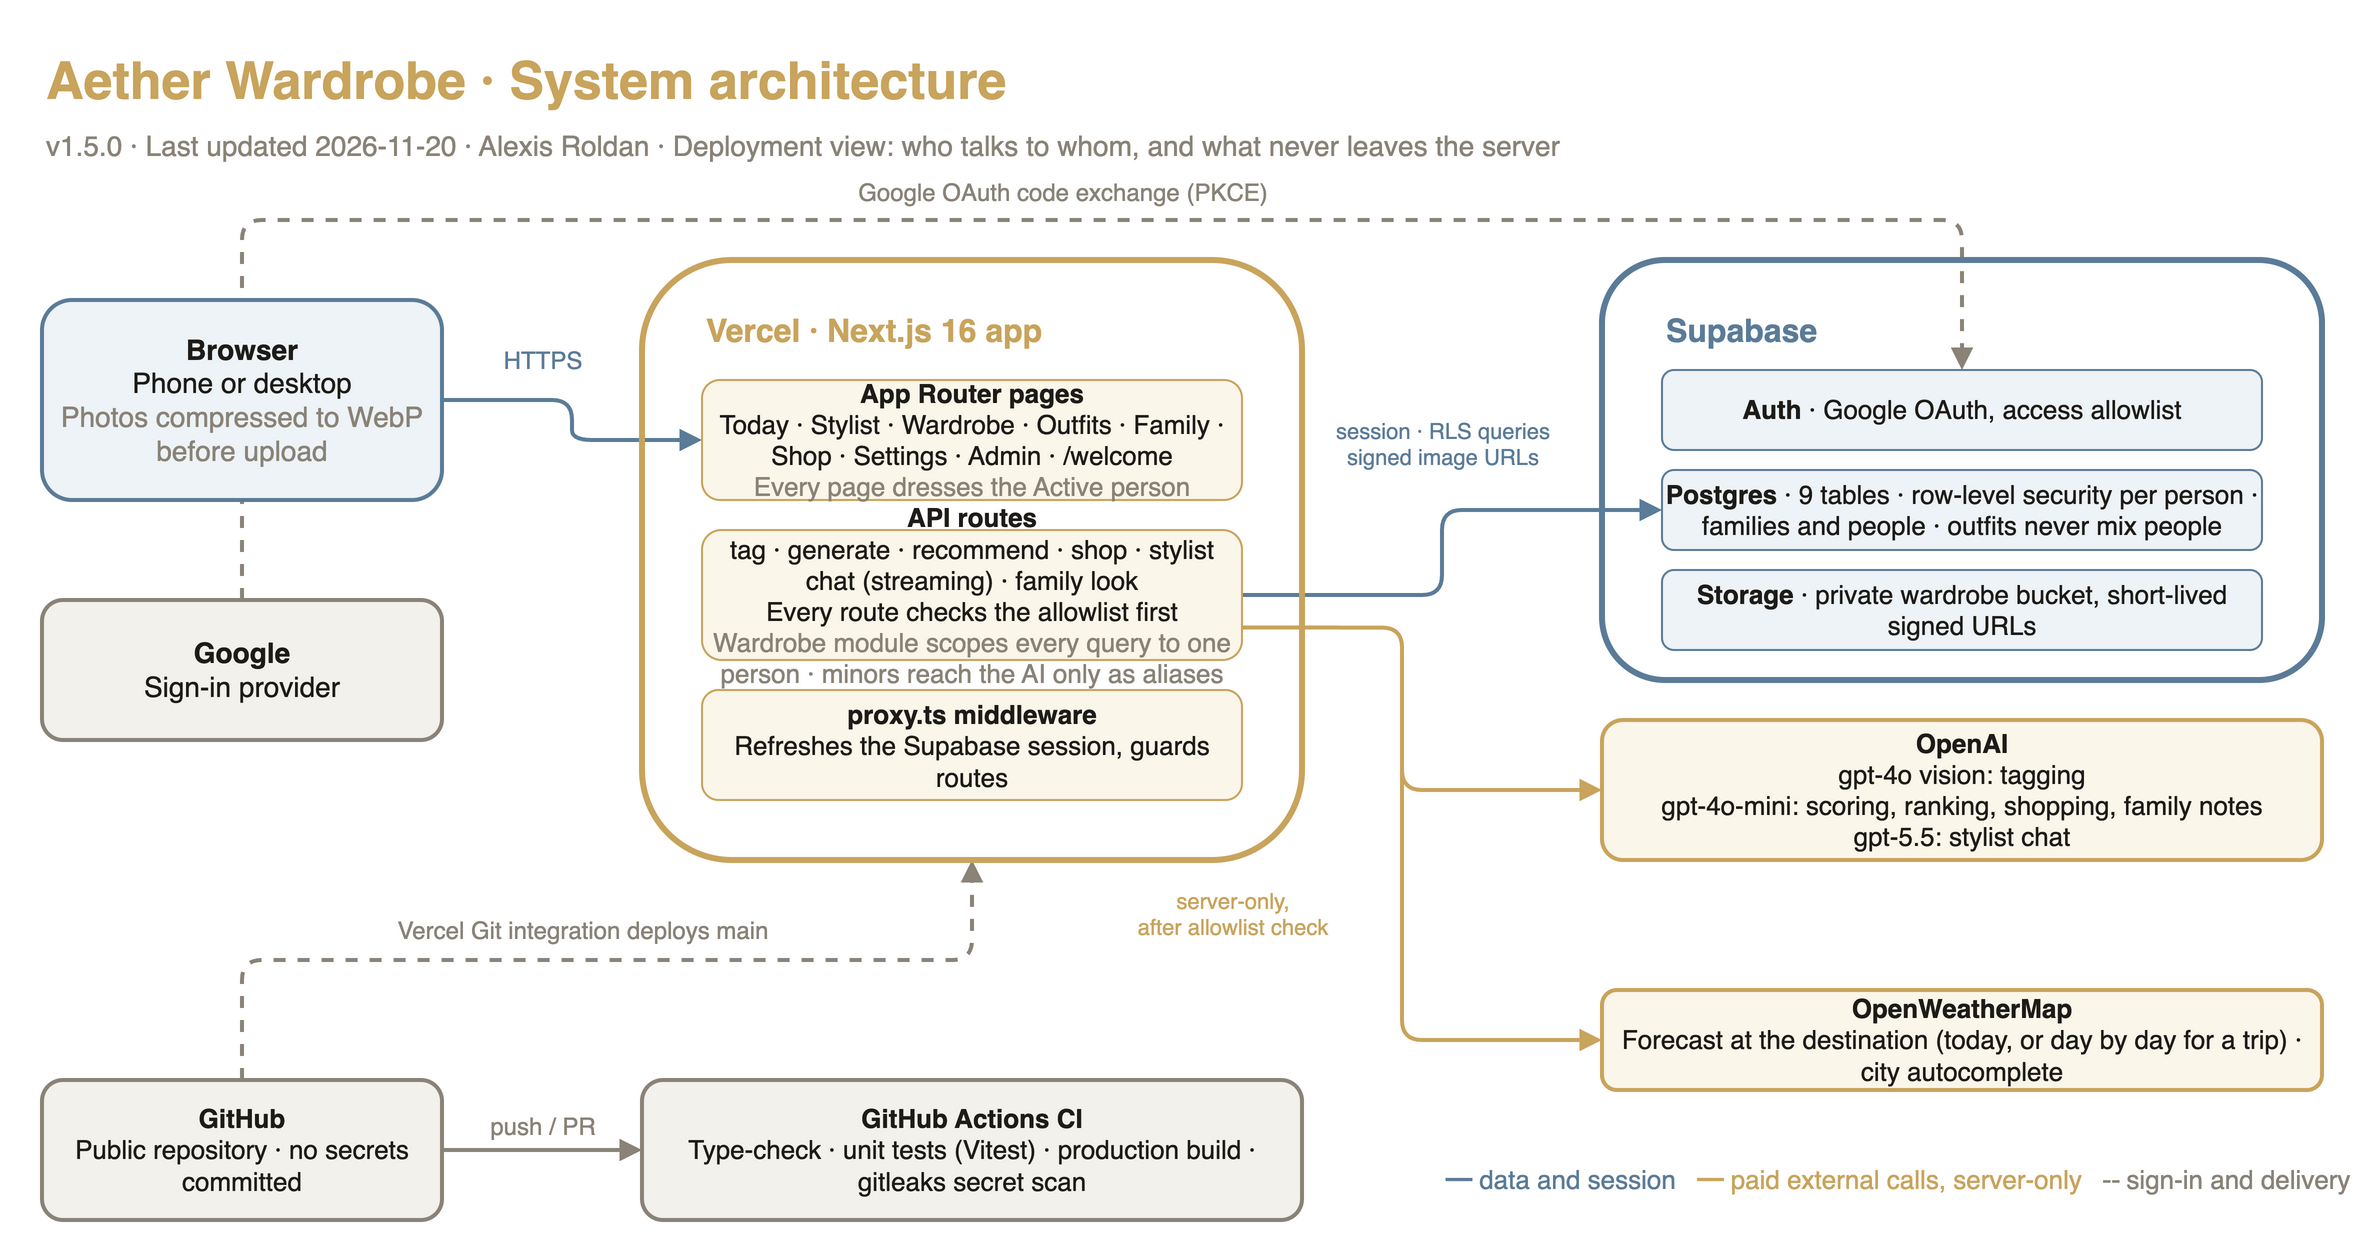 Aether Wardrobe · System architecture
v1.5.0 · Last updated 2026-11-20 · Alexis Roldan · Deployment view: who talks to whom, and what never leaves the server
Google OAuth code exchange (PKCE)
Browser
Phone or desktop
Photos compressed to WebP
before upload
HTTPS
Google
Sign-in provider
Vercel · Next.js 16 app
App Router pages
Today · Stylist · Wardrobe · Outfits · Family ·
Shop · Settings · Admin · /welcome
Every page dresses the Active person
API routes
tag · generate · recommend · shop · stylist
chat (streaming) · family look
Every route checks the allowlist first
Wardrobe module scopes every query to one
person · minors reach the AI only as aliases
proxy.ts middleware
Refreshes the Supabase session, guards
routes
session · RLS queries
signed image URLs
Supabase
Auth · Google OAuth, access allowlist
Postgres · 9 tables · row-level security per person ·
families and people · outfits never mix people
Storage · private wardrobe bucket, short-lived
signed URLs
OpenAI
gpt-4o vision: tagging
gpt-4o-mini: scoring, ranking, shopping, family notes
gpt-5.5: stylist chat
server-only,
after allowlist check
Vercel Git integration deploys main
OpenWeatherMap
Forecast at the destination (today, or day by day for a trip) ·
city autocomplete
GitHub
Public repository · no secrets
committed
push / PR
GitHub Actions CI
Type-check · unit tests (Vitest) · production build ·
gitleaks secret scan
data and session
paid external calls, server-only
-- sign-in and delivery